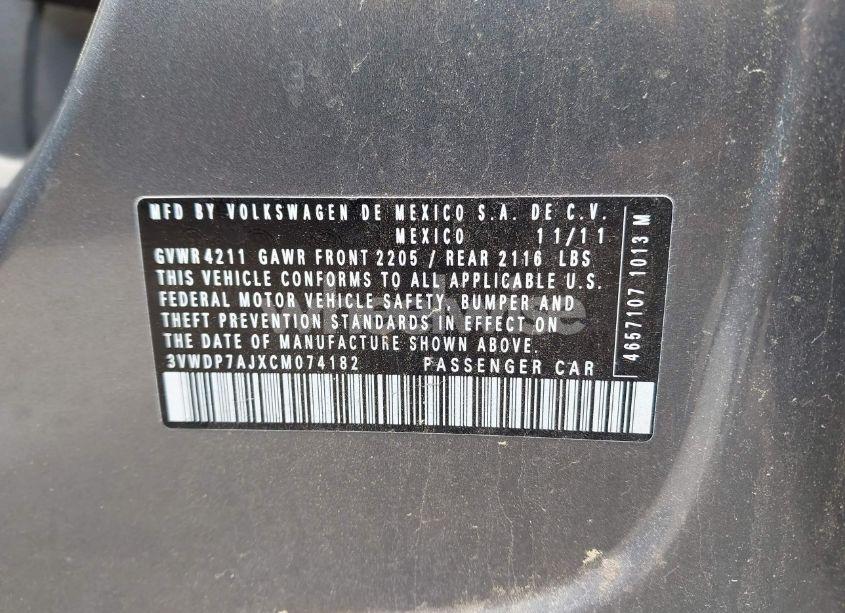 MFD BY VOLKSWAGEN DE MEXICO S.A. DE C.V.
MEXICO 11/11
GVWR 4211 GAWR FRONT 2205 / REAR 2116 LBS
THIS VEHICLE CONFORMS TO ALL APPLICABLE U.S.
FEDERAL MOTOR VEHICLE SAFETY, BUMPER AND
THEFT PREVENTION STANDARDS IN EFFECT ON
THE DATE OF MANUFACTURE SHOWN ABOVE.
3VWDP7AJXCM074182 PASSENGER CAR
4657107 1013 M